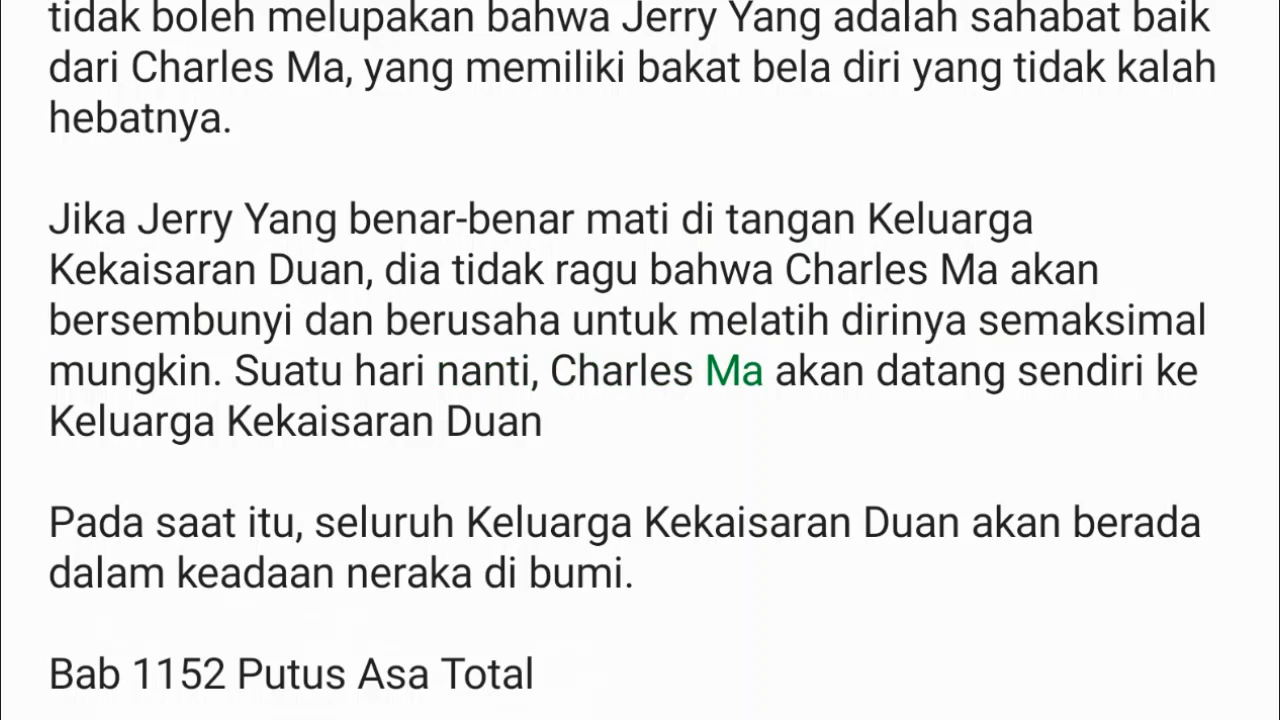 tidak boleh melupakan bahwa Jerry Yang adalah sahabat baik
dari Charles Ma, yang memiliki bakat bela diri yang tidak kalah
hebatnya.
Jika Jerry Yang benar-benar mati di tangan Keluarga
Kekaisaran Duan, dia tidak ragu bahwa Charles Ma akan
bersembunyi dan berusaha untuk melatih dirinya semaksimal
mungkin. Suatu hari nanti, Charles Ma akan datang sendiri ke
Keluarga Kekaisaran Duan
Pada saat itu, seluruh Keluarga Kekaisaran Duan akan berada
dalam keadaan neraka di bumi.
Bab 1152 Putus Asa Total